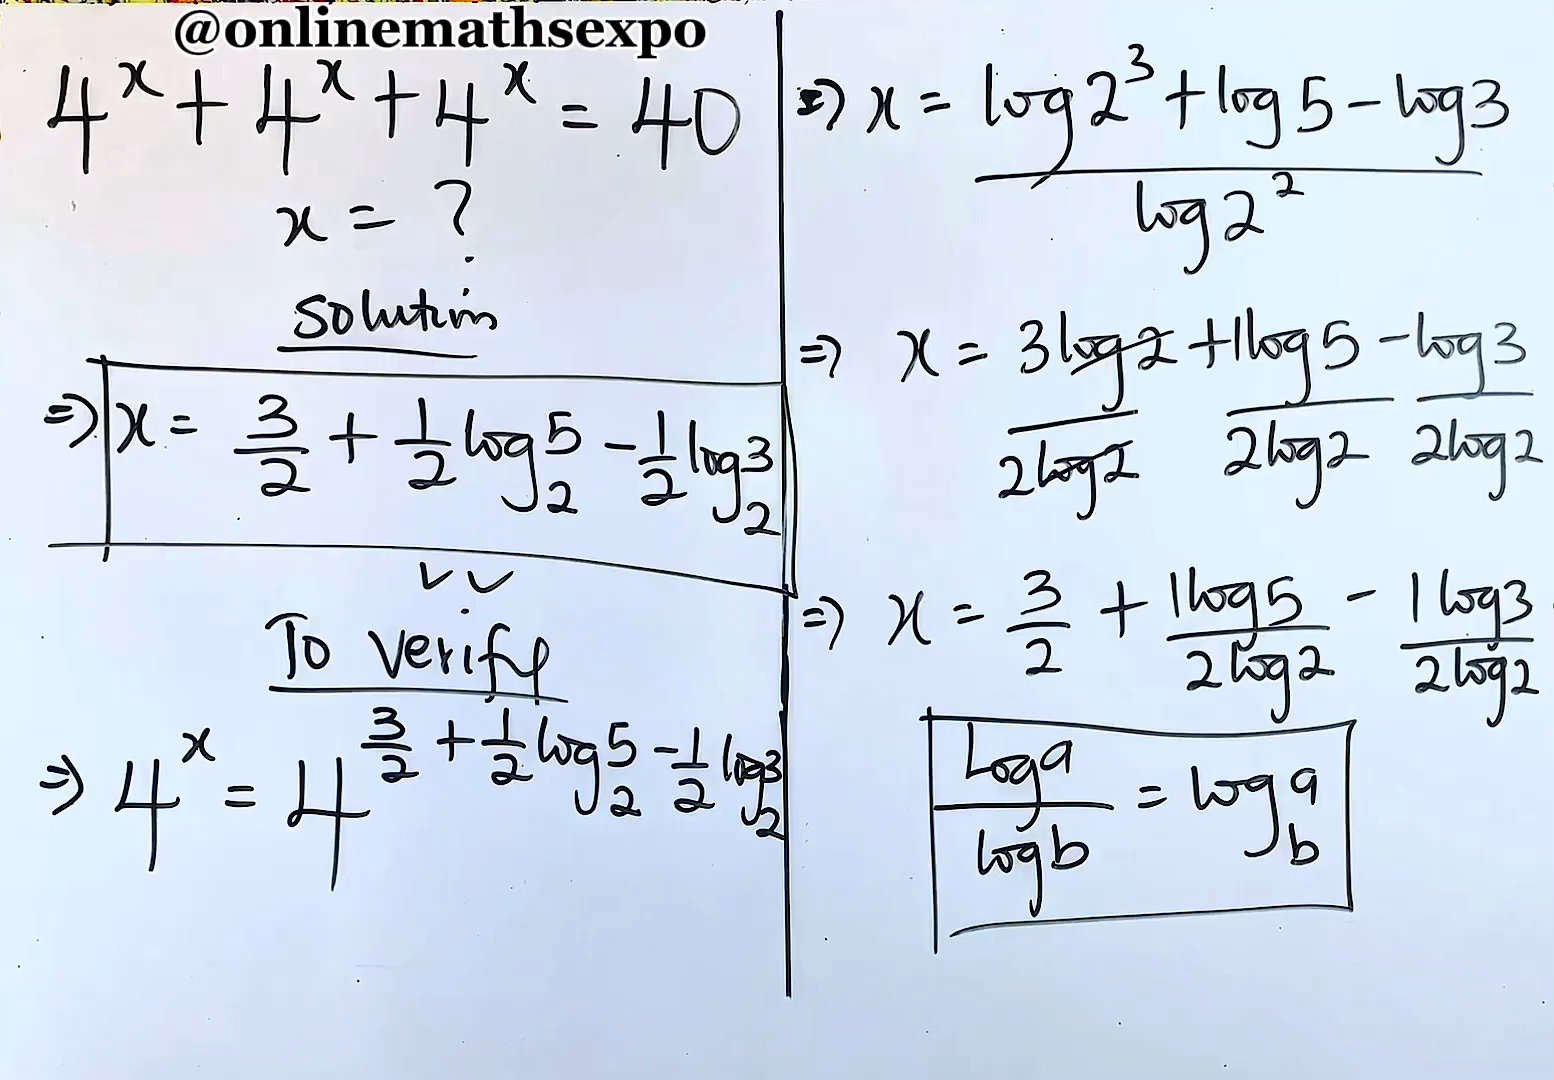 @onlinemathsexpo
4^x + 4^x + 4^x = 40
x = ?
Solution
⇒ x = 3/2 + 1/2 log_2 5 - 1/2 log_2 3
To verify
⇒ 4^x = 4^(3/2 + 1/2 log_2 5 - 1/2 log_2 3)
⇒ x = (log 2^3 + log 5 - log 3) / log 2^2
⇒ x = 3log2/2log2 + 1log5/2log2 - log3/2log2
⇒ x = 3/2 + 1log5/2log2 - 1log3/2log2
Log a/log b = log_b a